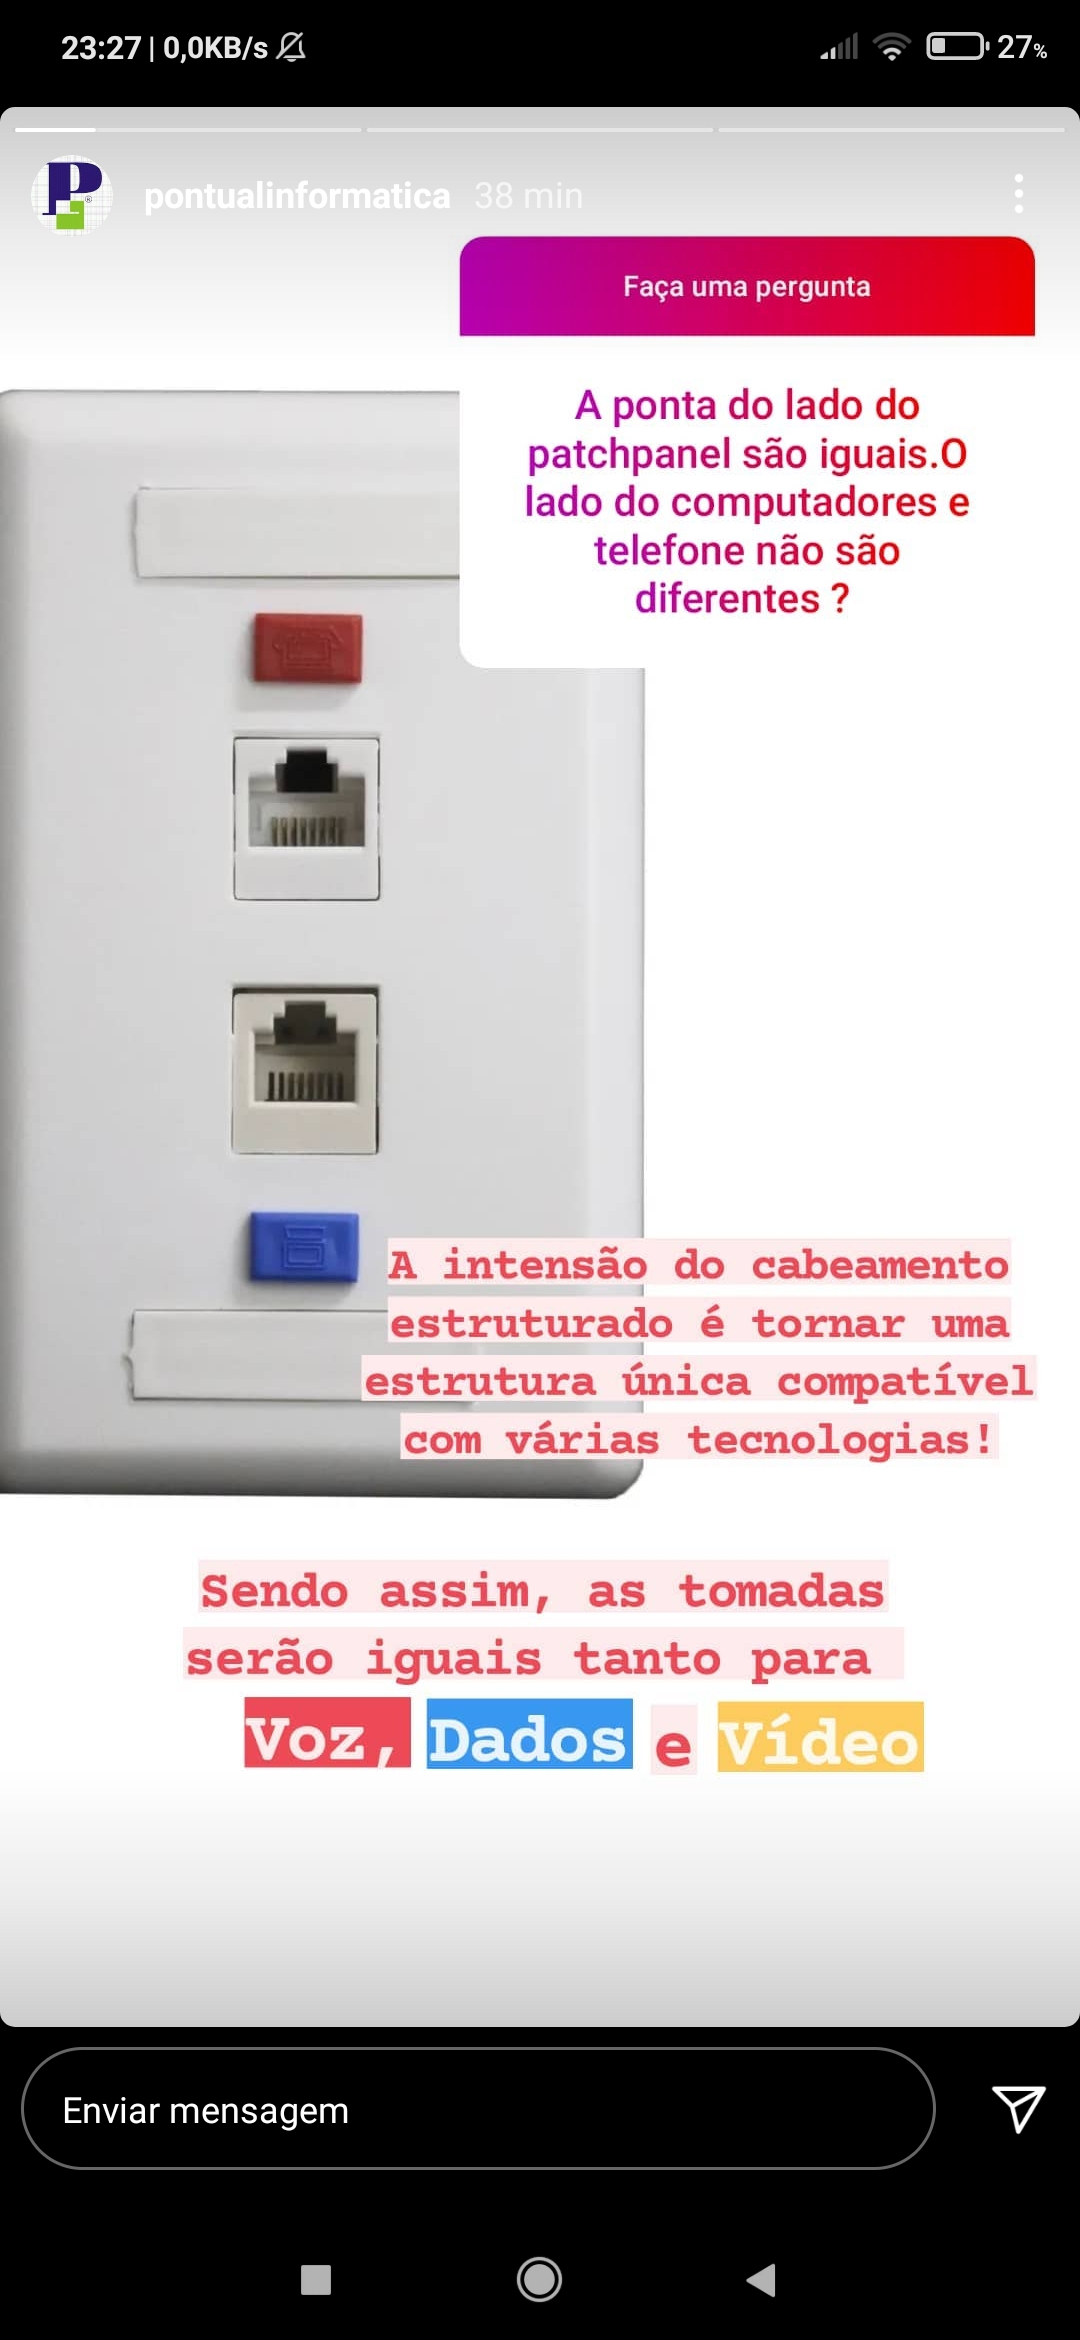 23:27 | 0,0KB/s
27%
pontualinformatica 38 min
Faça uma pergunta
A ponta do lado do
patchpanel são iguais.O
lado do computadores e
telefone não são
diferentes ?
A intensão do cabeamento
estruturado é tornar uma
estrutura única compatível
com várias tecnologias!
Sendo assim, as tomadas
serão iguais tanto para
Voz, Dados e Vídeo
Enviar mensagem